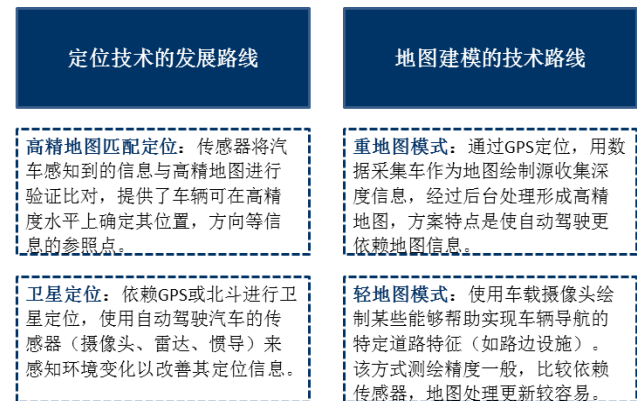 定位技术的发展路线
高精地图匹配定位：传感器将汽
车感知到的信息与高精地图进行
验证比对，提供了车辆可在高精
度水平上确定其位置，方向等信
息的参照点。
卫星定位：依赖GPS或北斗进行卫
星定位，使用自动驾驶汽车的传
感器（摄像头、雷达、惯导）来
感知环境变化以改善其定位信息。
地图建模的技术路线
重地图模式：通过GPS定位，用数
据采集车作为地图绘制源收集深
度信息，经过后台处理形成高精
地图，方案特点是使自动驾驶更
依赖地图信息。
轻地图模式：使用车载摄像头绘
制某些能够帮助实现车辆导航的
特定道路特征（如路边设施）。
该方式测绘精度一般，比较依赖
传感器，地图处理更新较容易。